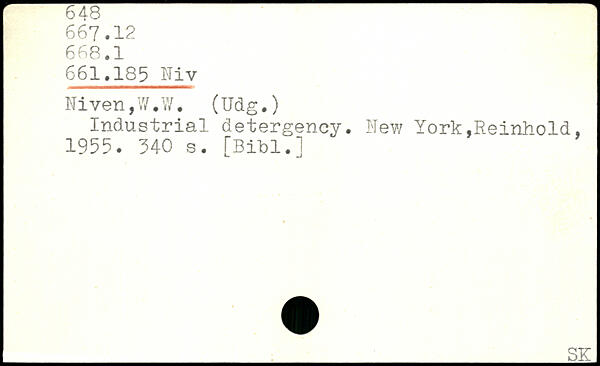 648
667.12
668.1
661.185 Niv
Niven,W.W. (Udg.)
Industrial detergency. New York,Reinhold,
1955. 340 s. [Bibl.]
SK